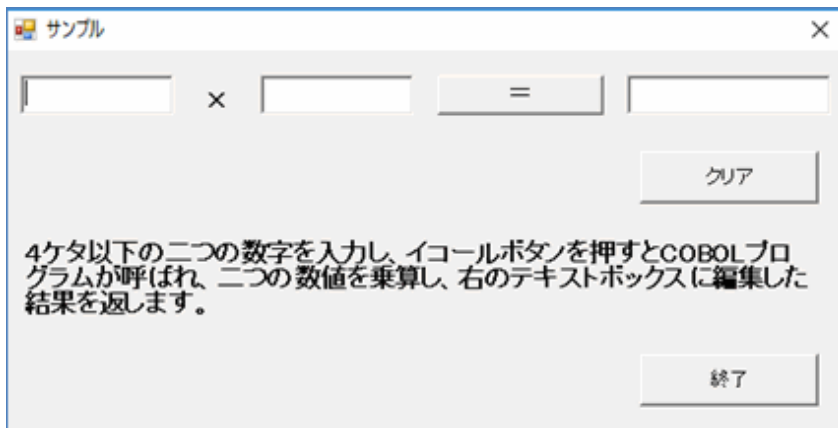 サンプル
× =
クリア
4ケタ以下の二つの数字を入力し、イコールボタンを押すとCOBOLプロ
グラムが呼ばれ、二つの数値を乗算し、右のテキストボックスに編集した
結果を返します。
終了